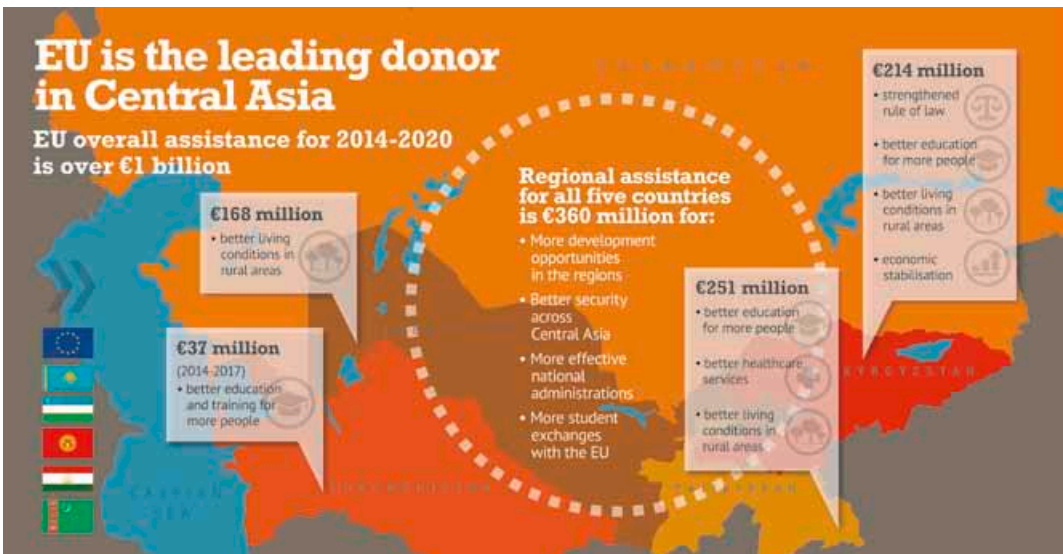 EU is the leading donor
in Central Asia
EU overall assistance for 2014-2020
is over €1 billion
€168 million
• better living
conditions in
rural areas
€37 million
(2014-2017)
• better education
and training for
more people
Regional assistance
for all five countries
is €360 million for:
• More development
opportunities
in the regions
• Better security
across
Central Asia
• More effective
national
administrations
• More student
exchanges
with the EU
€251 million
• better education
for more people
• better healthcare
services
• better living
conditions in
rural areas
€214 million
• strengthened
rule of law
• better education
for more people
• better living
conditions in
rural areas
• economic
stabilisation
KYRGYZSTAN
CASPIAN
SEA